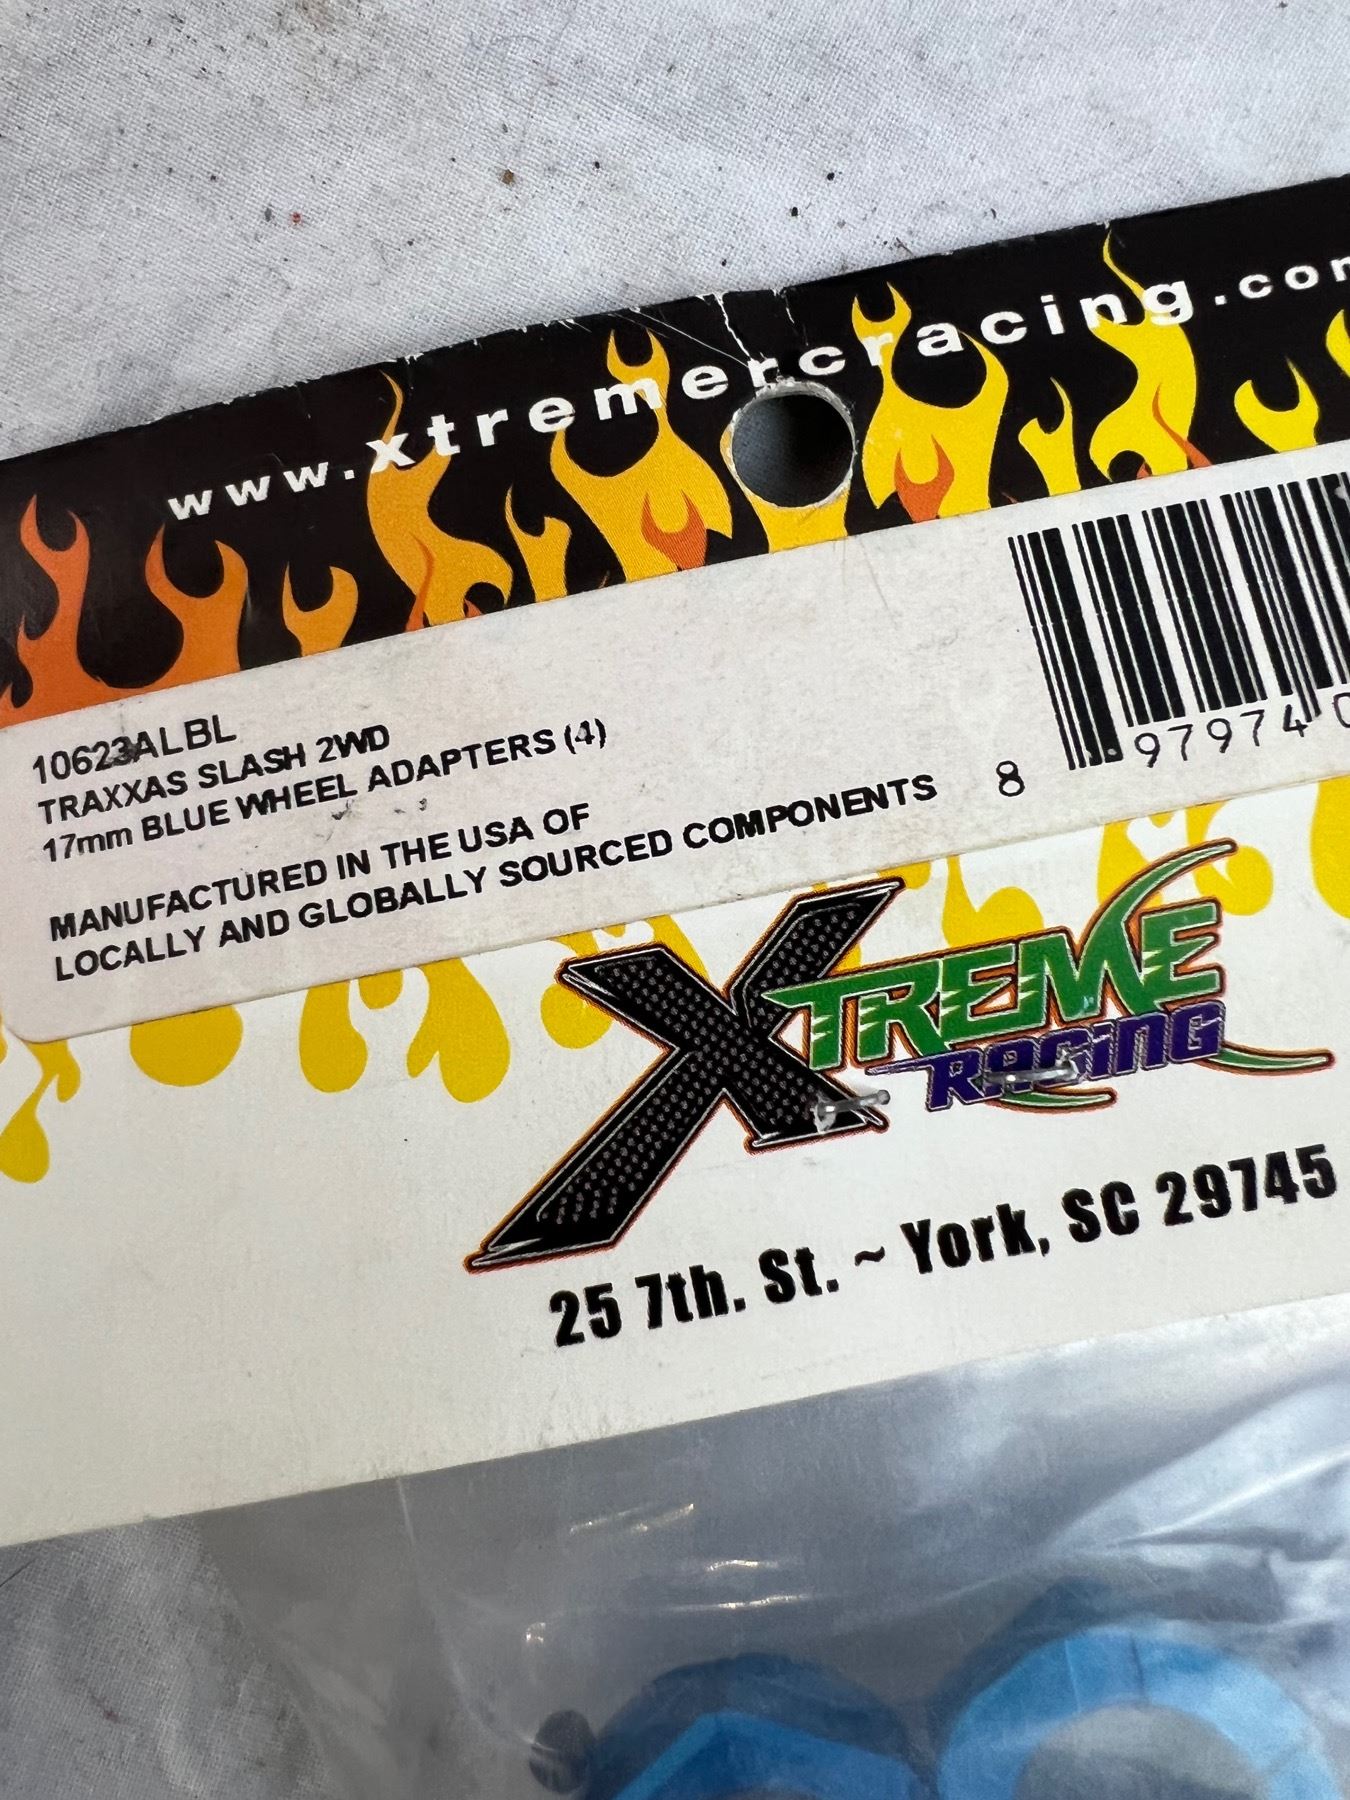 www.xtremercracing.com
10623ALBL
TRAXXAS SLASH 2WD
17mm BLUE WHEEL ADAPTERS (4)
MANUFACTURED IN THE USA OF
LOCALLY AND GLOBALLY SOURCED COMPONENTS
8 97974
XTREME
RACING
25 7th. St. ~ York, SC 29745